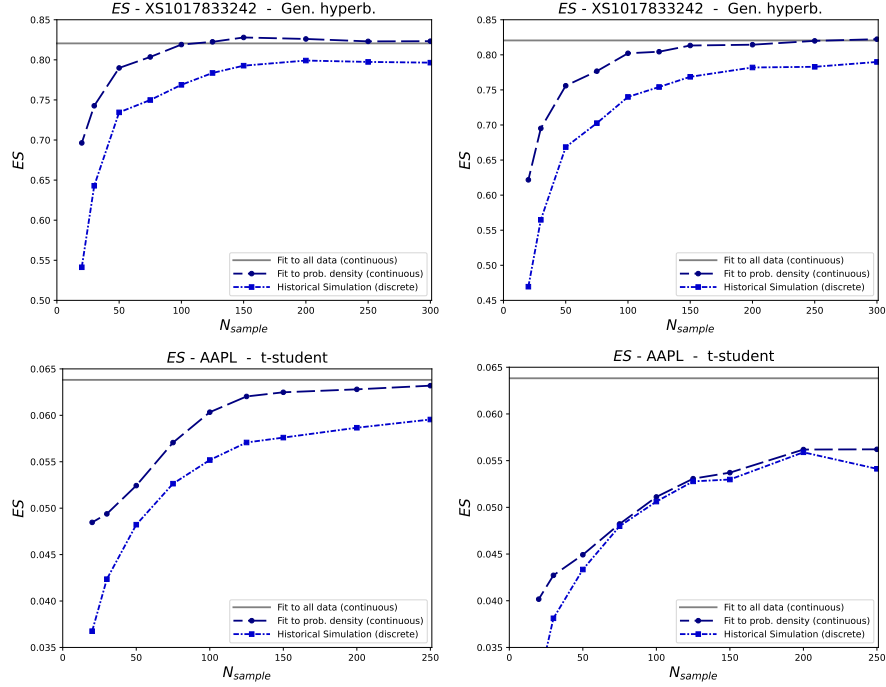 ES - XS1017833242 - Gen. hyperb.
0.85
0.80
0.75
0.70
0.65
0.60
0.55
0.50
ES
0
50
100
150
200
250
300
N_sample
Fit to all data (continuous)
Fit to prob. density (continuous)
Historical Simulation (discrete)
ES - XS1017833242 - Gen. hyperb.
0.85
0.80
0.75
0.70
0.65
0.60
0.55
0.50
0.45
ES
0
50
100
150
200
250
300
N_sample
Fit to all data (continuous)
Fit to prob. density (continuous)
Historical Simulation (discrete)
ES - AAPL - t-student
0.065
0.060
0.055
0.050
0.045
0.040
0.035
ES
0
50
100
150
200
250
N_sample
Fit to all data (continuous)
Fit to prob. density (continuous)
Historical Simulation (discrete)
ES - AAPL - t-student
0.065
0.060
0.055
0.050
0.045
0.040
0.035
ES
0
50
100
150
200
250
N_sample
Fit to all data (continuous)
Fit to prob. density (continuous)
Historical Simulation (discrete)